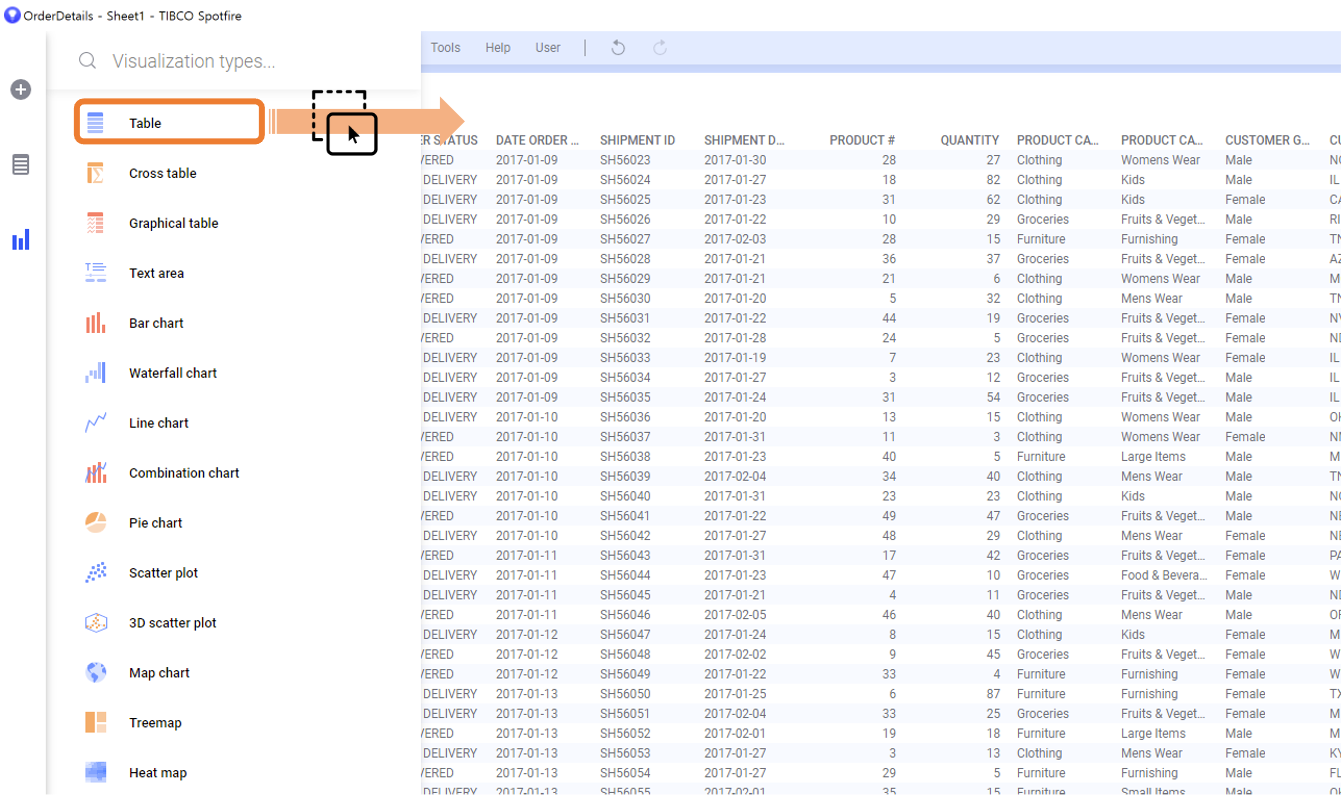 OrderDetails - Sheet1 - TIBCO Spotfire
Visualization types...
Tools Help User
Table
Cross table
Graphical table
Text area
Bar chart
Waterfall chart
Line chart
Combination chart
Pie chart
Scatter plot
3D scatter plot
Map chart
Treemap
Heat map
ER STATUS DATE ORDER ... SHIPMENT ID SHIPMENT D... PRODUCT # QUANTITY PRODUCT CA... PRODUCT CA... CUSTOMER G... CU
VERED 2017-01-09 SH56023 2017-01-30 28 27 Clothing Womens Wear Male NC
DELIVERY 2017-01-09 SH56024 2017-01-27 18 82 Clothing Kids Male IL
DELIVERY 2017-01-09 SH56025 2017-01-23 31 62 Clothing Kids Female CA
DELIVERY 2017-01-09 SH56026 2017-01-22 10 29 Groceries Fruits & Veget... Male RI
VERED 2017-01-09 SH56027 2017-02-03 28 15 Furniture Furnishing Female TN
DELIVERY 2017-01-09 SH56028 2017-01-21 36 37 Groceries Fruits & Veget... Female AZ
VERED 2017-01-09 SH56029 2017-01-21 21 6 Clothing Womens Wear Male M
VERED 2017-01-09 SH56030 2017-01-20 5 32 Clothing Mens Wear Male TN
DELIVERY 2017-01-09 SH56031 2017-01-22 44 19 Groceries Fruits & Veget... Female NV
VERED 2017-01-09 SH56032 2017-01-28 24 5 Groceries Fruits & Veget... Female
DELIVERY 2017-01-09 SH56033 2017-01-19 7 23 Clothing Womens Wear Female IL
DELIVERY 2017-01-09 SH56034 2017-01-27 3 12 Groceries Fruits & Veget... Male IL
DELIVERY 2017-01-09 SH56035 2017-01-24 31 54 Groceries Fruits & Veget... Male IL
DELIVERY 2017-01-10 SH56036 2017-01-20 13 15 Clothing Womens Wear Male
VERED 2017-01-10 SH56037 2017-01-31 11 3 Clothing Womens Wear Female
VERED 2017-01-10 SH56038 2017-01-23 40 5 Furniture Large Items Male M
DELIVERY 2017-01-10 SH56039 2017-02-04 34 40 Clothing Mens Wear Male TN
DELIVERY 2017-01-10 SH56040 2017-01-31 23 23 Clothing Kids Male
VERED 2017-01-10 SH56041 2017-01-22 49 47 Groceries Fruits & Veget... Male
DELIVERY 2017-01-10 SH56042 2017-01-27 48 29 Clothing Mens Wear Female
VERED 2017-01-11 SH56043 2017-01-31 17 42 Groceries Fruits & Veget... Female PA
DELIVERY 2017-01-11 SH56044 2017-01-23 47 10 Groceries Food & Bevera... Female W
DELIVERY 2017-01-11 SH56045 2017-01-21 4 11 Groceries Fruits & Veget... Male
VERED 2017-01-11 SH56046 2017-02-05 46 40 Clothing Mens Wear Female
DELIVERY 2017-01-12 SH56047 2017-01-24 8 15 Clothing Kids Female M
VERED 2017-01-12 SH56048 2017-02-02 9 45 Groceries Fruits & Veget... Female W
VERED 2017-01-12 SH56049 2017-01-22 33 4 Furniture Furnishing Female W
DELIVERY 2017-01-13 SH56050 2017-01-25 6 87 Furniture Furnishing Female TX
DELIVERY 2017-01-13 SH56051 2017-02-04 33 25 Groceries Fruits & Veget... Female M
VERED 2017-01-13 SH56052 2017-02-01 19 18 Furniture Large Items Male M
DELIVERY 2017-01-13 SH56053 2017-01-27 3 13 Clothing Mens Wear Female KY
VERED 2017-01-13 SH56054 2017-01-27 29 5 Furniture Furnishing Male FL
DELIVERY 2017-01-13 SH56055 2017-02-01 35 15 Furniture Small Items Male